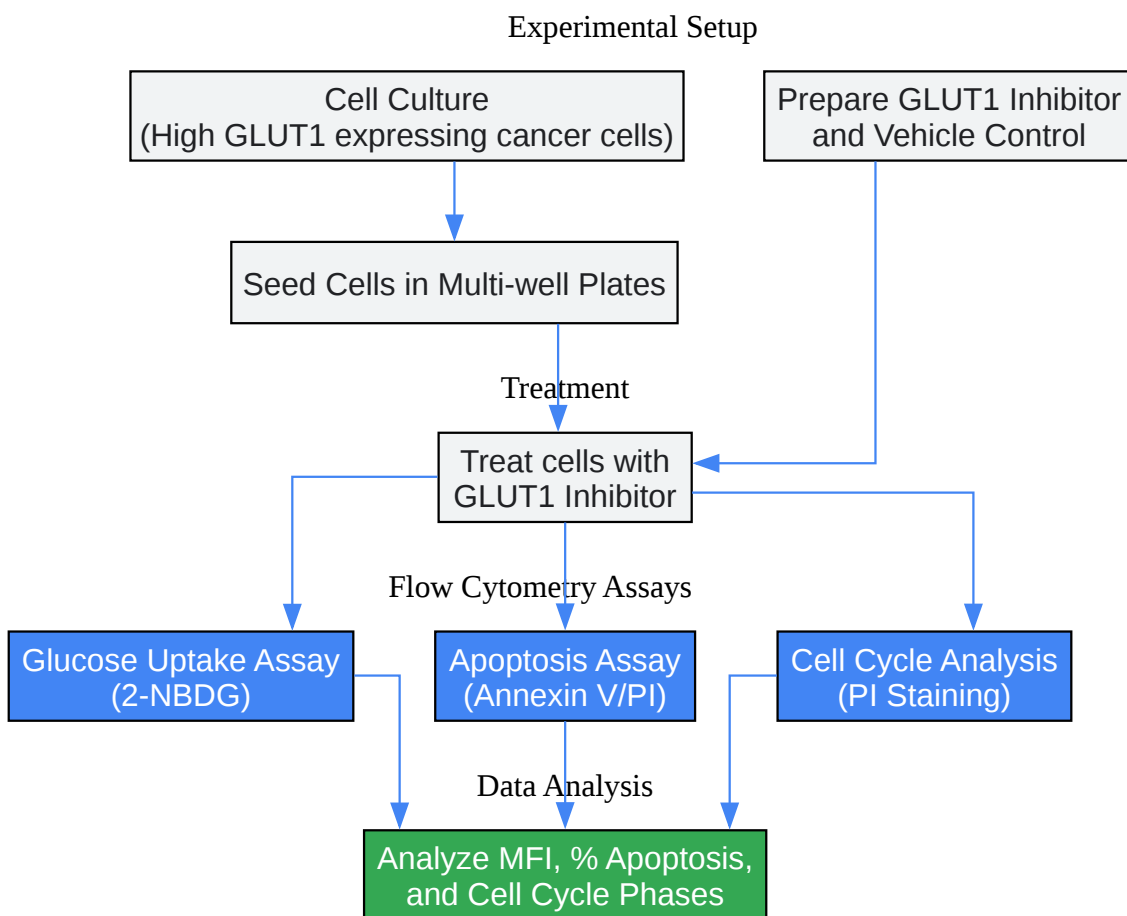 Experimental Setup
Cell Culture
(High GLUT1 expressing cancer cells)
Prepare GLUT1 Inhibitor
and Vehicle Control
Seed Cells in Multi-well Plates
Treatment
Treat cells with
GLUT1 Inhibitor
Flow Cytometry Assays
Glucose Uptake Assay
(2-NBDG)
Apoptosis Assay
(Annexin V/PI)
Cell Cycle Analysis
(PI Staining)
Data Analysis
Analyze MFI, % Apoptosis,
and Cell Cycle Phases